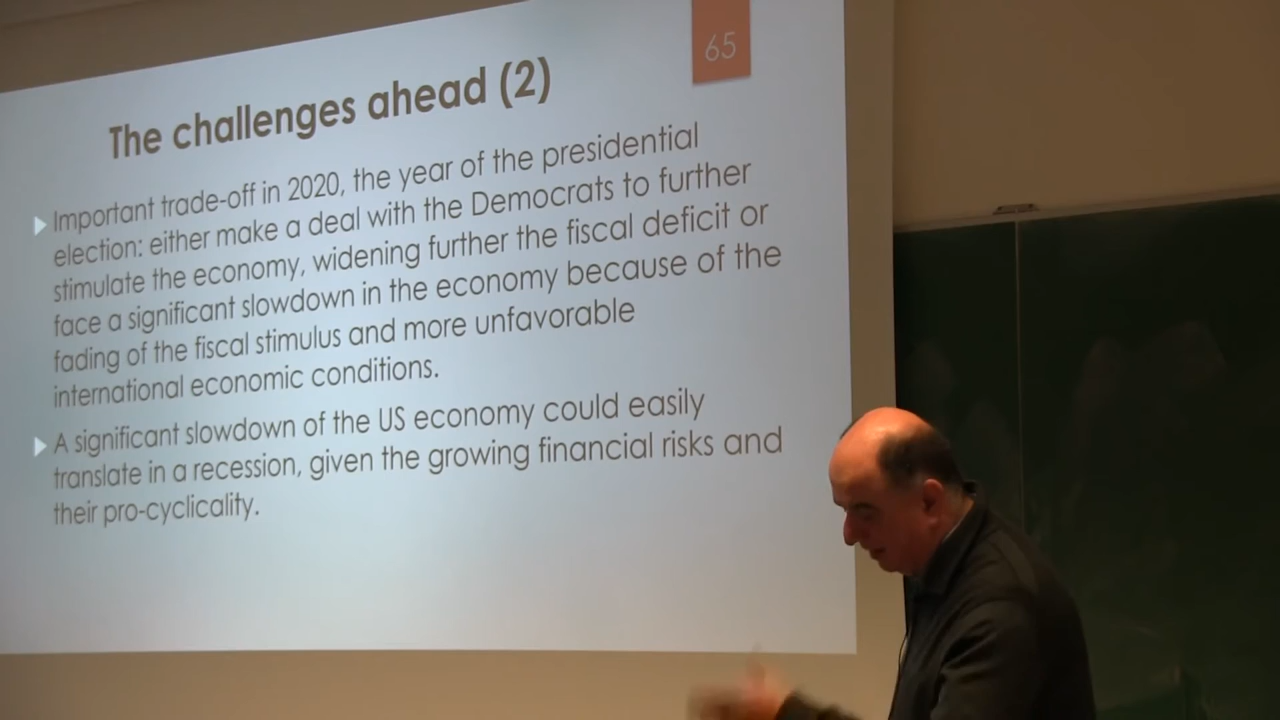 65
The challenges ahead (2)
Important trade-off in 2020, the year of the presidential
election: either make a deal with the Democrats to further
stimulate the economy, widening further the fiscal deficit or
face a significant slowdown in the economy because of the
fading of the fiscal stimulus and more unfavorable
international economic conditions.
A significant slowdown of the US economy could easily
translate in a recession, given the growing financial risks and
their pro-cyclicality.